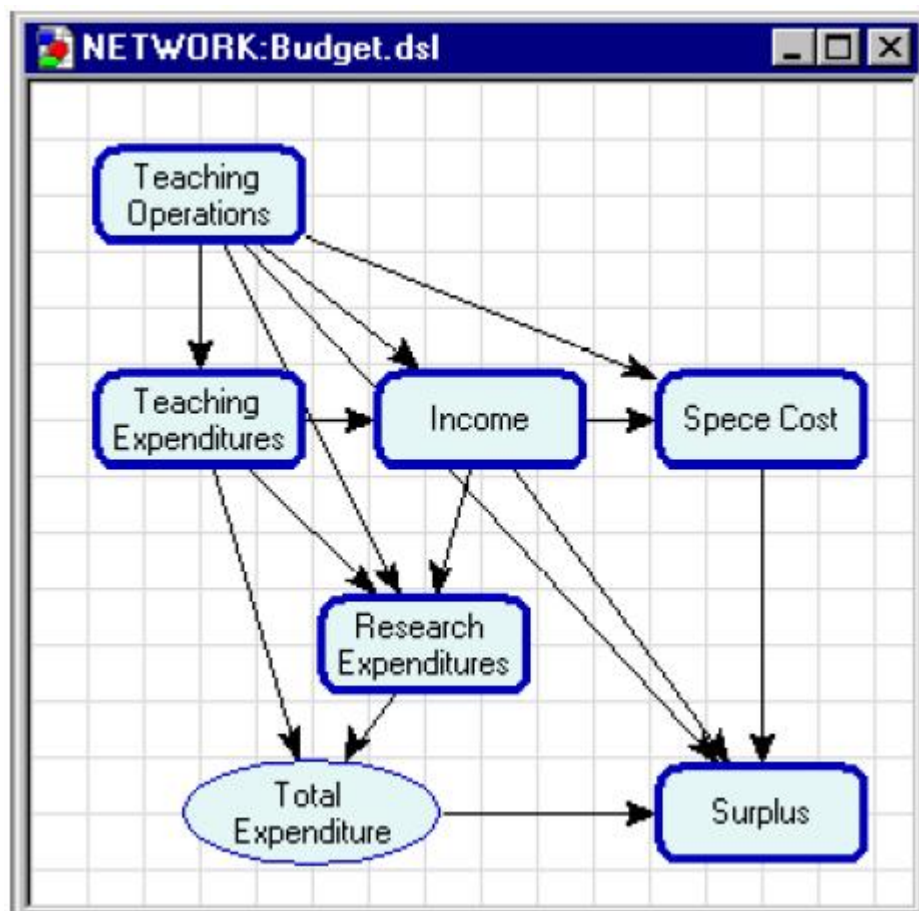 NETWORK:Budget.dsl
Teaching
Operations
Teaching
Expenditures
Income
Spece Cost
Research
Expenditures
Total
Expenditure
Surplus